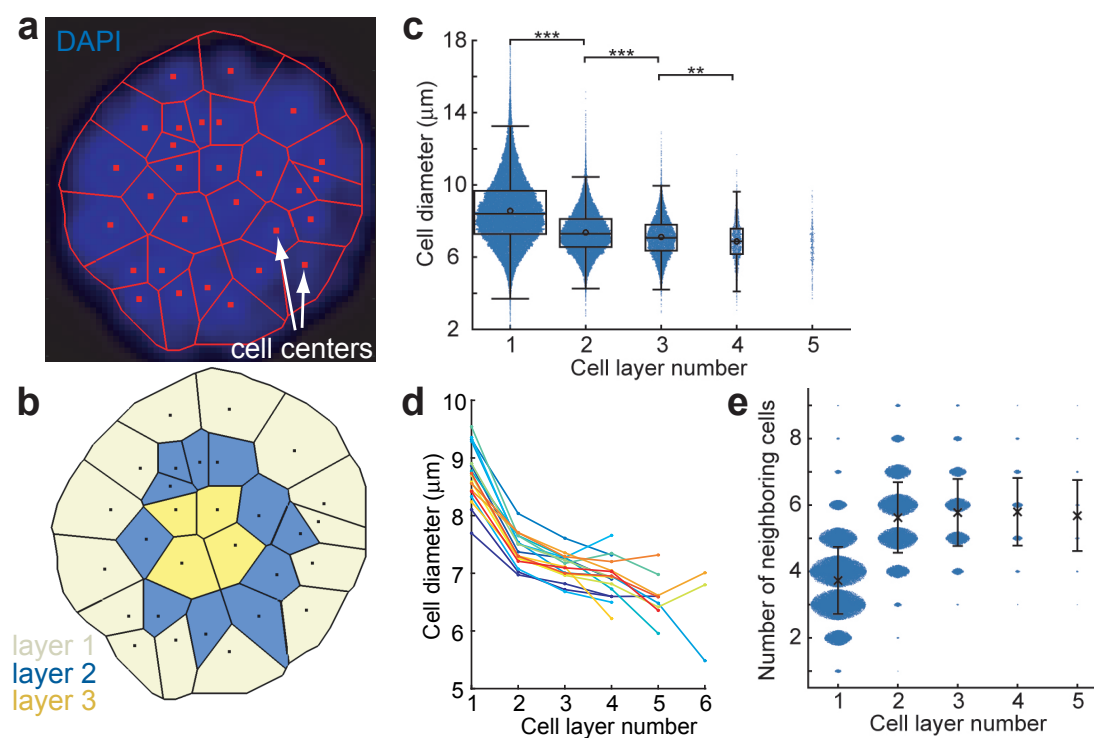 a
DAPI
cell centers
b
layer 1
layer 2
layer 3
c
Cell diameter (μm)
18
14
10
6
2
***
***
**
1 2 3 4 5
Cell layer number
d
Cell diameter (μm)
10
9
8
7
6
5
1 2 3 4 5 6
Cell layer number
e
Number of neighboring cells
8
6
4
2
1 2 3 4 5
Cell layer number